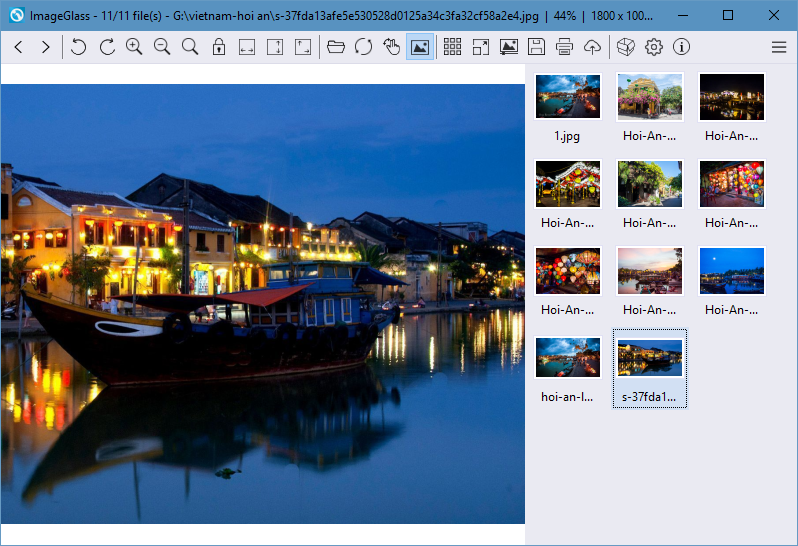 ImageGlass - 11/11 file(s) - G:\vietnam-hoi an\s-37fda13afe5e530528d0125a34c3fa32cf58a2e4.jpg | 44% | 1800 x 100...
1.jpg
Hoi-An-...
Hoi-An-...
Hoi-An-...
Hoi-An-...
Hoi-An-...
Hoi-An-...
Hoi-An-...
Hoi-An-...
hoi-an-l...
s-37fda1...